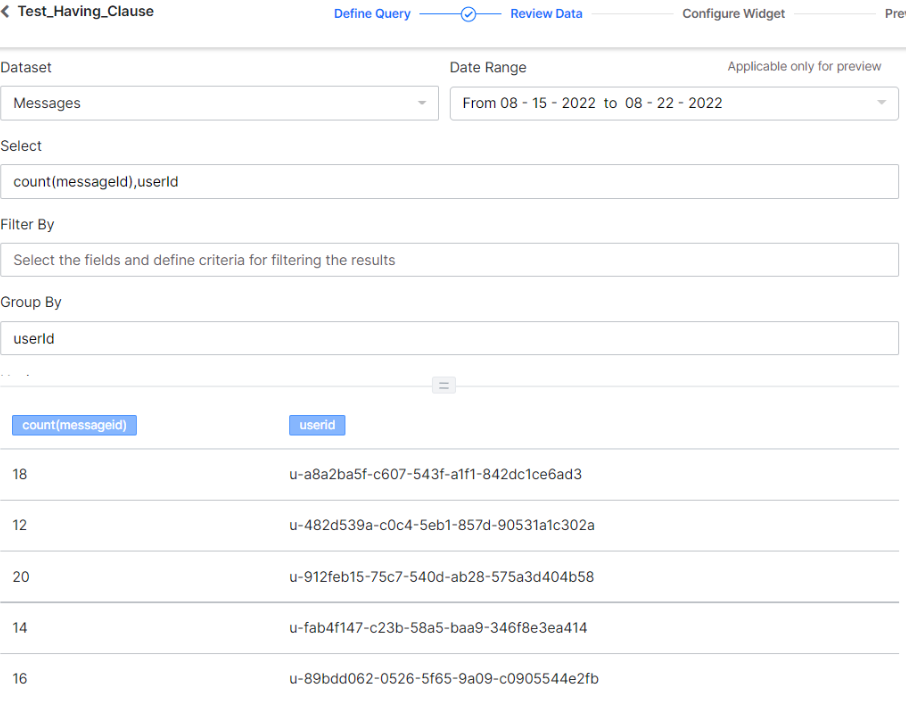 Test_Having_Clause
Define Query Review Data Configure Widget
Dataset Date Range Applicable only for preview
Messages From 08 - 15 - 2022 to 08 - 22 - 2022
Select
count(messageId),userId
Filter By
Select the fields and define criteria for filtering the results
Group By
userId
count(messageid) userid
18 u-a8a2ba5f-c607-543f-a1f1-842dc1ce6ad3
12 u-482d539a-c0c4-5eb1-857d-90531a1c302a
20 u-912feb15-75c7-540d-ab28-575a3d404b58
14 u-fab4f147-c23b-58a5-baa9-346f8e3ea414
16 u-89bdd062-0526-5f65-9a09-c0905544e2fb